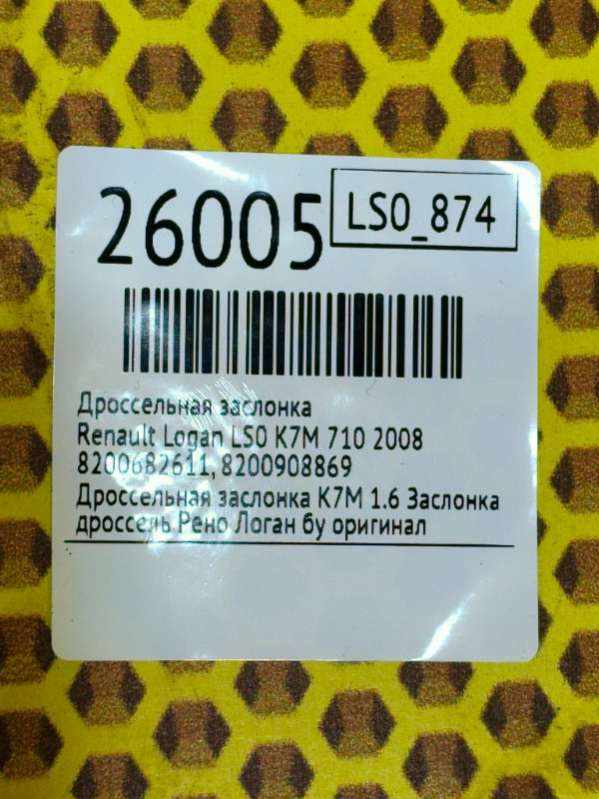 26005
LS0_874
Дроссельная заслонка
Renault Logan LS0 K7M 710 2008
8200682611, 8200908869
Дроссельная заслонка K7M 1.6 Заслонка
дроссель Рено Логан бу оригинал